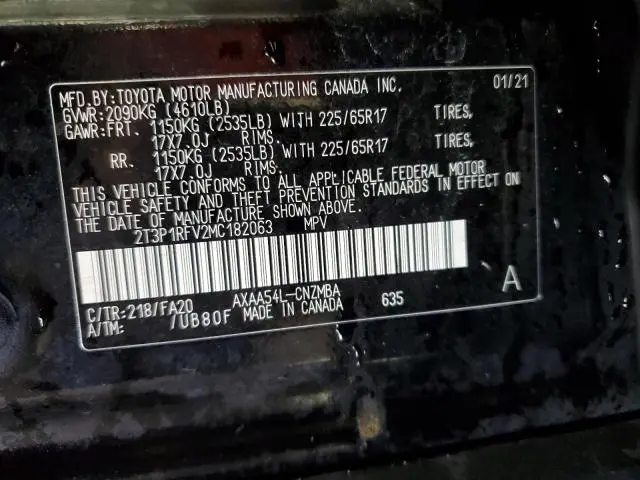 MFD.BY:TOYOTA MOTOR MANUFACTURING CANADA INC. 01/21
GVWR:2090KG (4610LB)
GAWR:FRT. 1150KG (2535LB) WITH 225/65R17 TIRES,
17X7.0J RIMS.
RR. 1150KG (2535LB) WITH 225/65R17 TIRES,
17X7.0J RIMS.
THIS VEHICLE CONFORMS TO ALL APPLICABLE FEDERAL MOTOR
VEHICLE SAFETY AND THEFT PREVENTION STANDARDS IN EFFECT ON
THE DATE OF MANUFACTURE SHOWN ABOVE.
2T3P1RFV2MC182063 MPV
C/TR:218/FA20 AXAA54L-CNZMBA 635 A
A/TM: /UB80F MADE IN CANADA